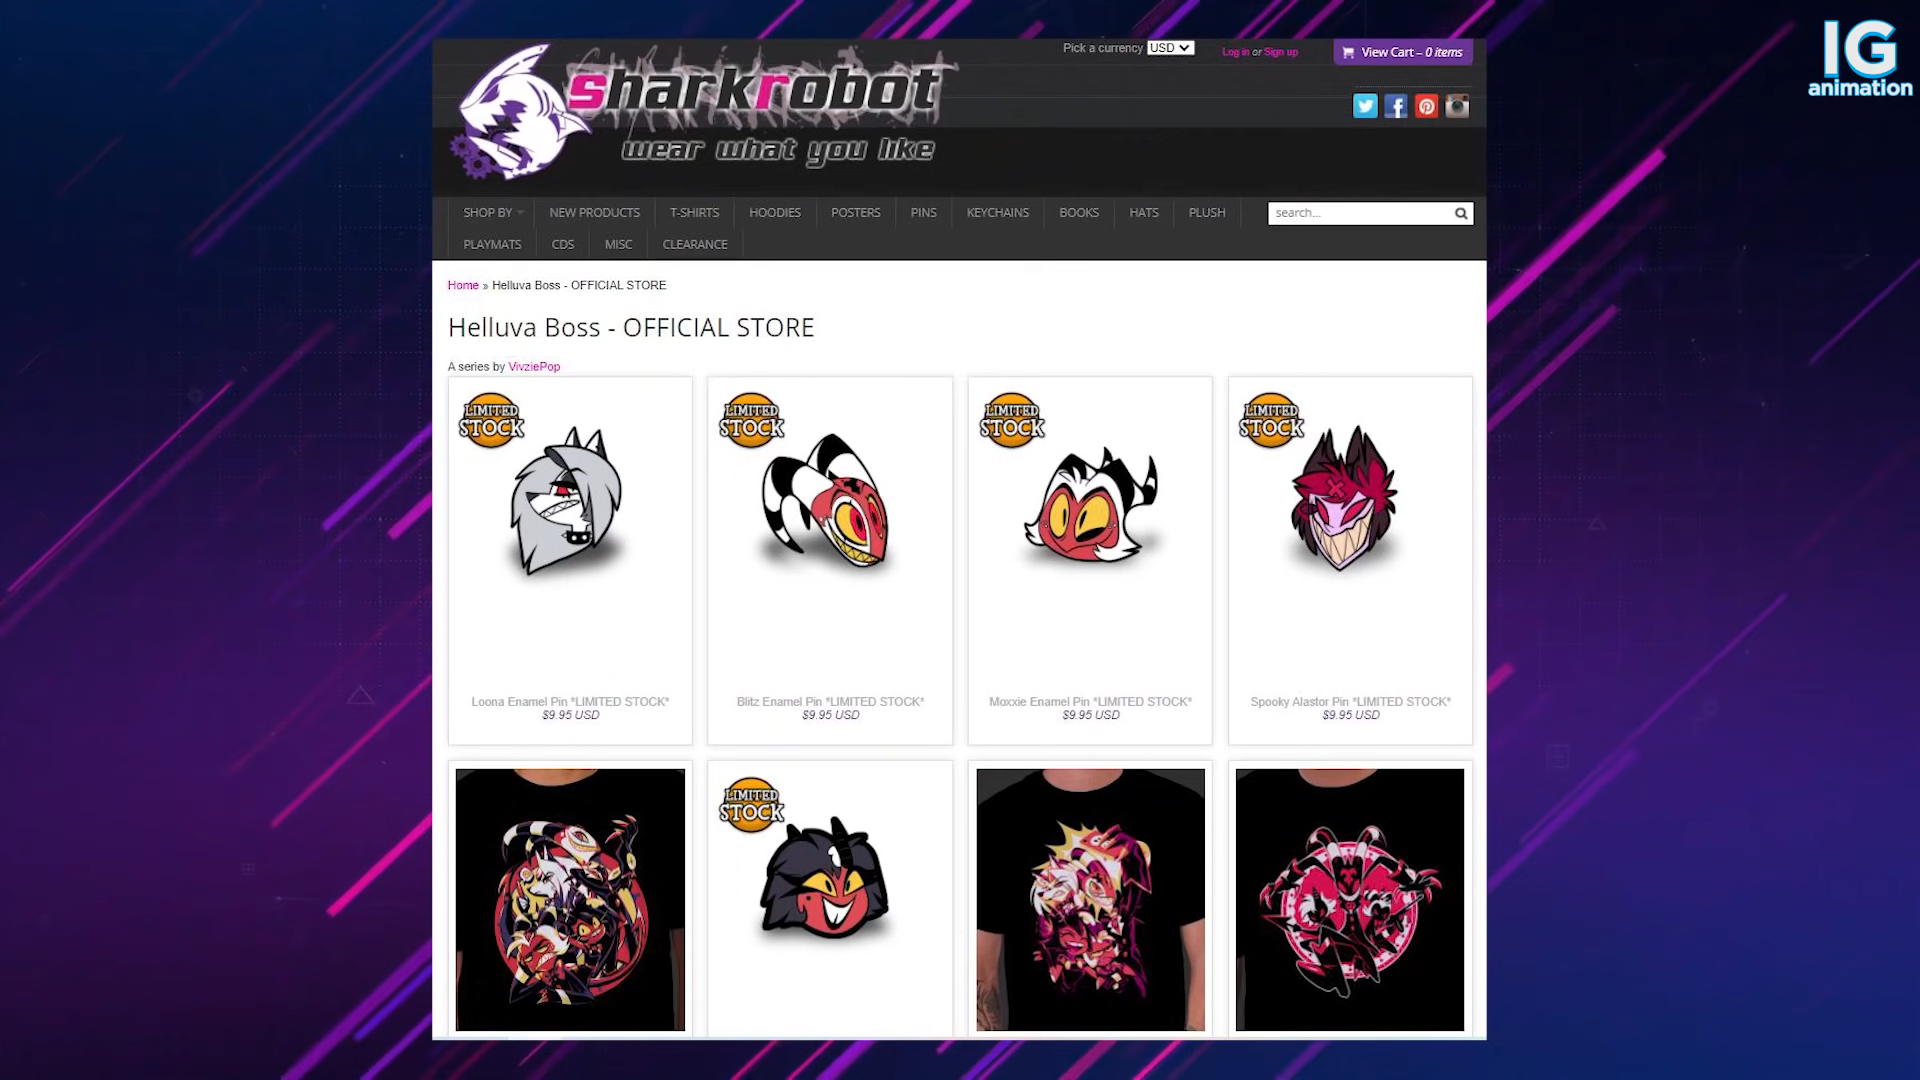 IG
animation
Pick a currency USD
Log in or Sign up
View Cart – 0 items
sharkrobot
wear what you like
SHOP BY NEW PRODUCTS T-SHIRTS HOODIES POSTERS PINS KEYCHAINS BOOKS HATS PLUSH
search...
PLAYMATS CDS MISC CLEARANCE
Home » Helluva Boss - OFFICIAL STORE
Helluva Boss - OFFICIAL STORE
A series by VivziePop
LIMITED
STOCK
LIMITED
STOCK
LIMITED
STOCK
LIMITED
STOCK
Loona Enamel Pin *LIMITED STOCK*
$9.95 USD
Blitz Enamel Pin *LIMITED STOCK*
$9.95 USD
Moxxie Enamel Pin *LIMITED STOCK*
$9.95 USD
Spooky Alastor Pin *LIMITED STOCK*
$9.95 USD
LIMITED
STOCK